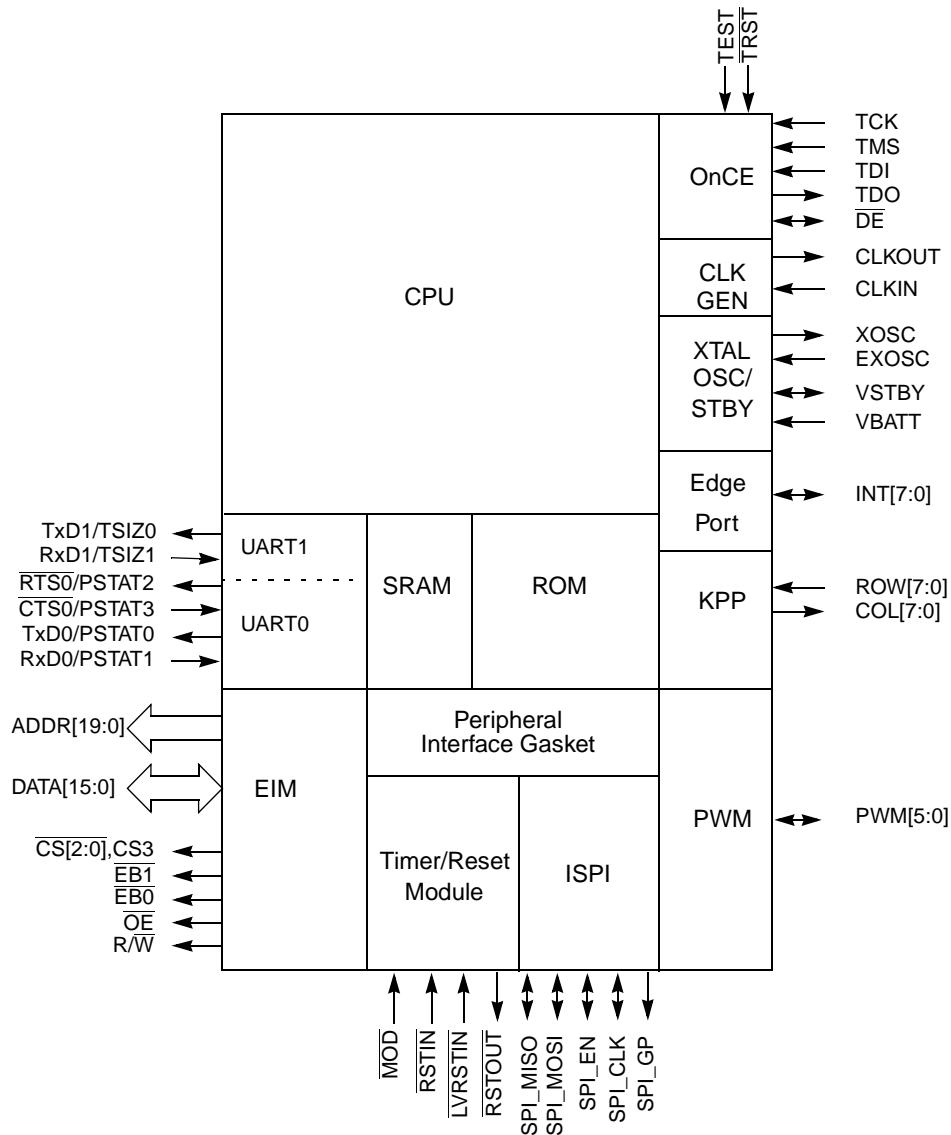 TEST
TRST
TCK
TMS
TDI
TDO
DE
OnCE
CLKOUT
CLKIN
CLK
GEN
CPU
XOSC
EXOSC
VSTBY
VBATT
XTAL
OSC/
STBY
Edge
Port
INT[7:0]
TxD1/TSIZ0
RxD1/TSIZ1
RTS0/PSTAT2
CTS0/PSTAT3
TxD0/PSTAT0
RxD0/PSTAT1
UART1
UART0
SRAM
ROM
KPP
ROW[7:0]
COL[7:0]
ADDR[19:0]
DATA[15:0]
EIM
Peripheral
Interface Gasket
PWM
PWM[5:0]
CS[2:0],CS3
EB1
EB0
OE
R/W
Timer/Reset
Module
ISPI
MOD
RSTIN
LVRSTIN
RSTOUT
SPI_MISO
SPI_MOSI
SPI_EN
SPI_CLK
SPI_GP